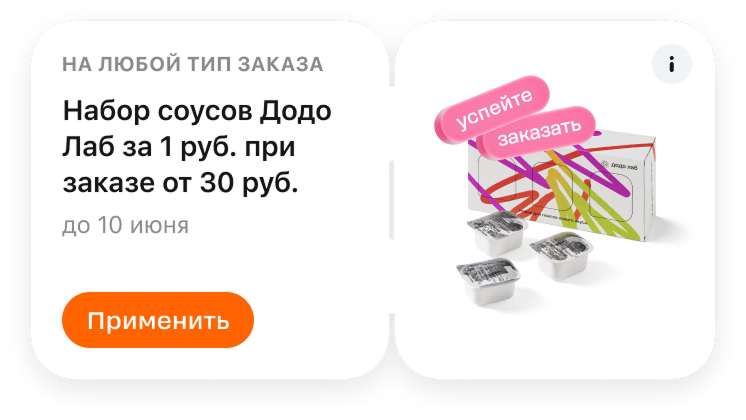 НА ЛЮБОЙ ТИП ЗАКАЗА
Набор соусов Додо
Лаб за 1 руб. при
заказе от 30 руб.
до 10 июня
Применить
успейте
заказать
додо лаб